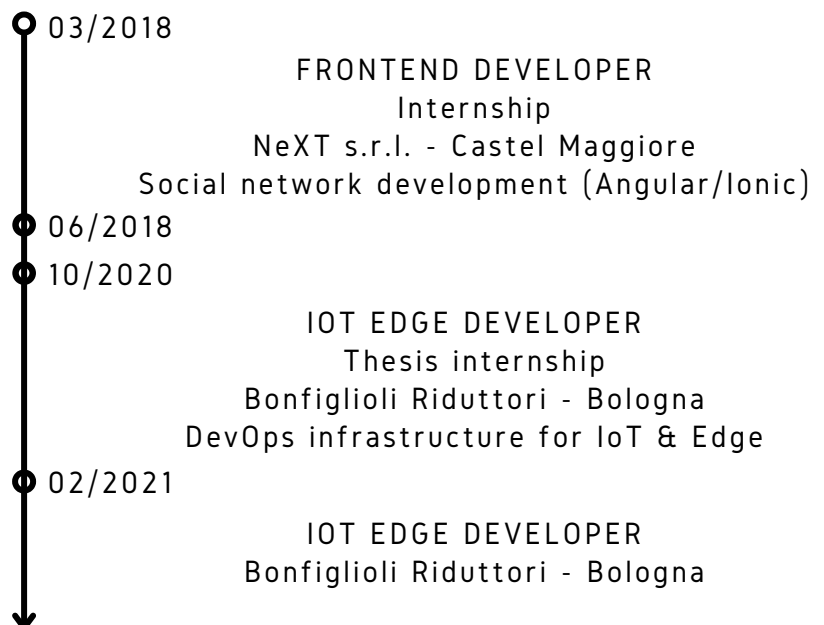 03/2018
FRONTEND DEVELOPER
Internship
NeXT s.r.l. - Castel Maggiore
Social network development (Angular/Ionic)
06/2018
10/2020
IOT EDGE DEVELOPER
Thesis internship
Bonfiglioli Riduttori - Bologna
DevOps infrastructure for IoT & Edge
02/2021
IOT EDGE DEVELOPER
Bonfiglioli Riduttori - Bologna